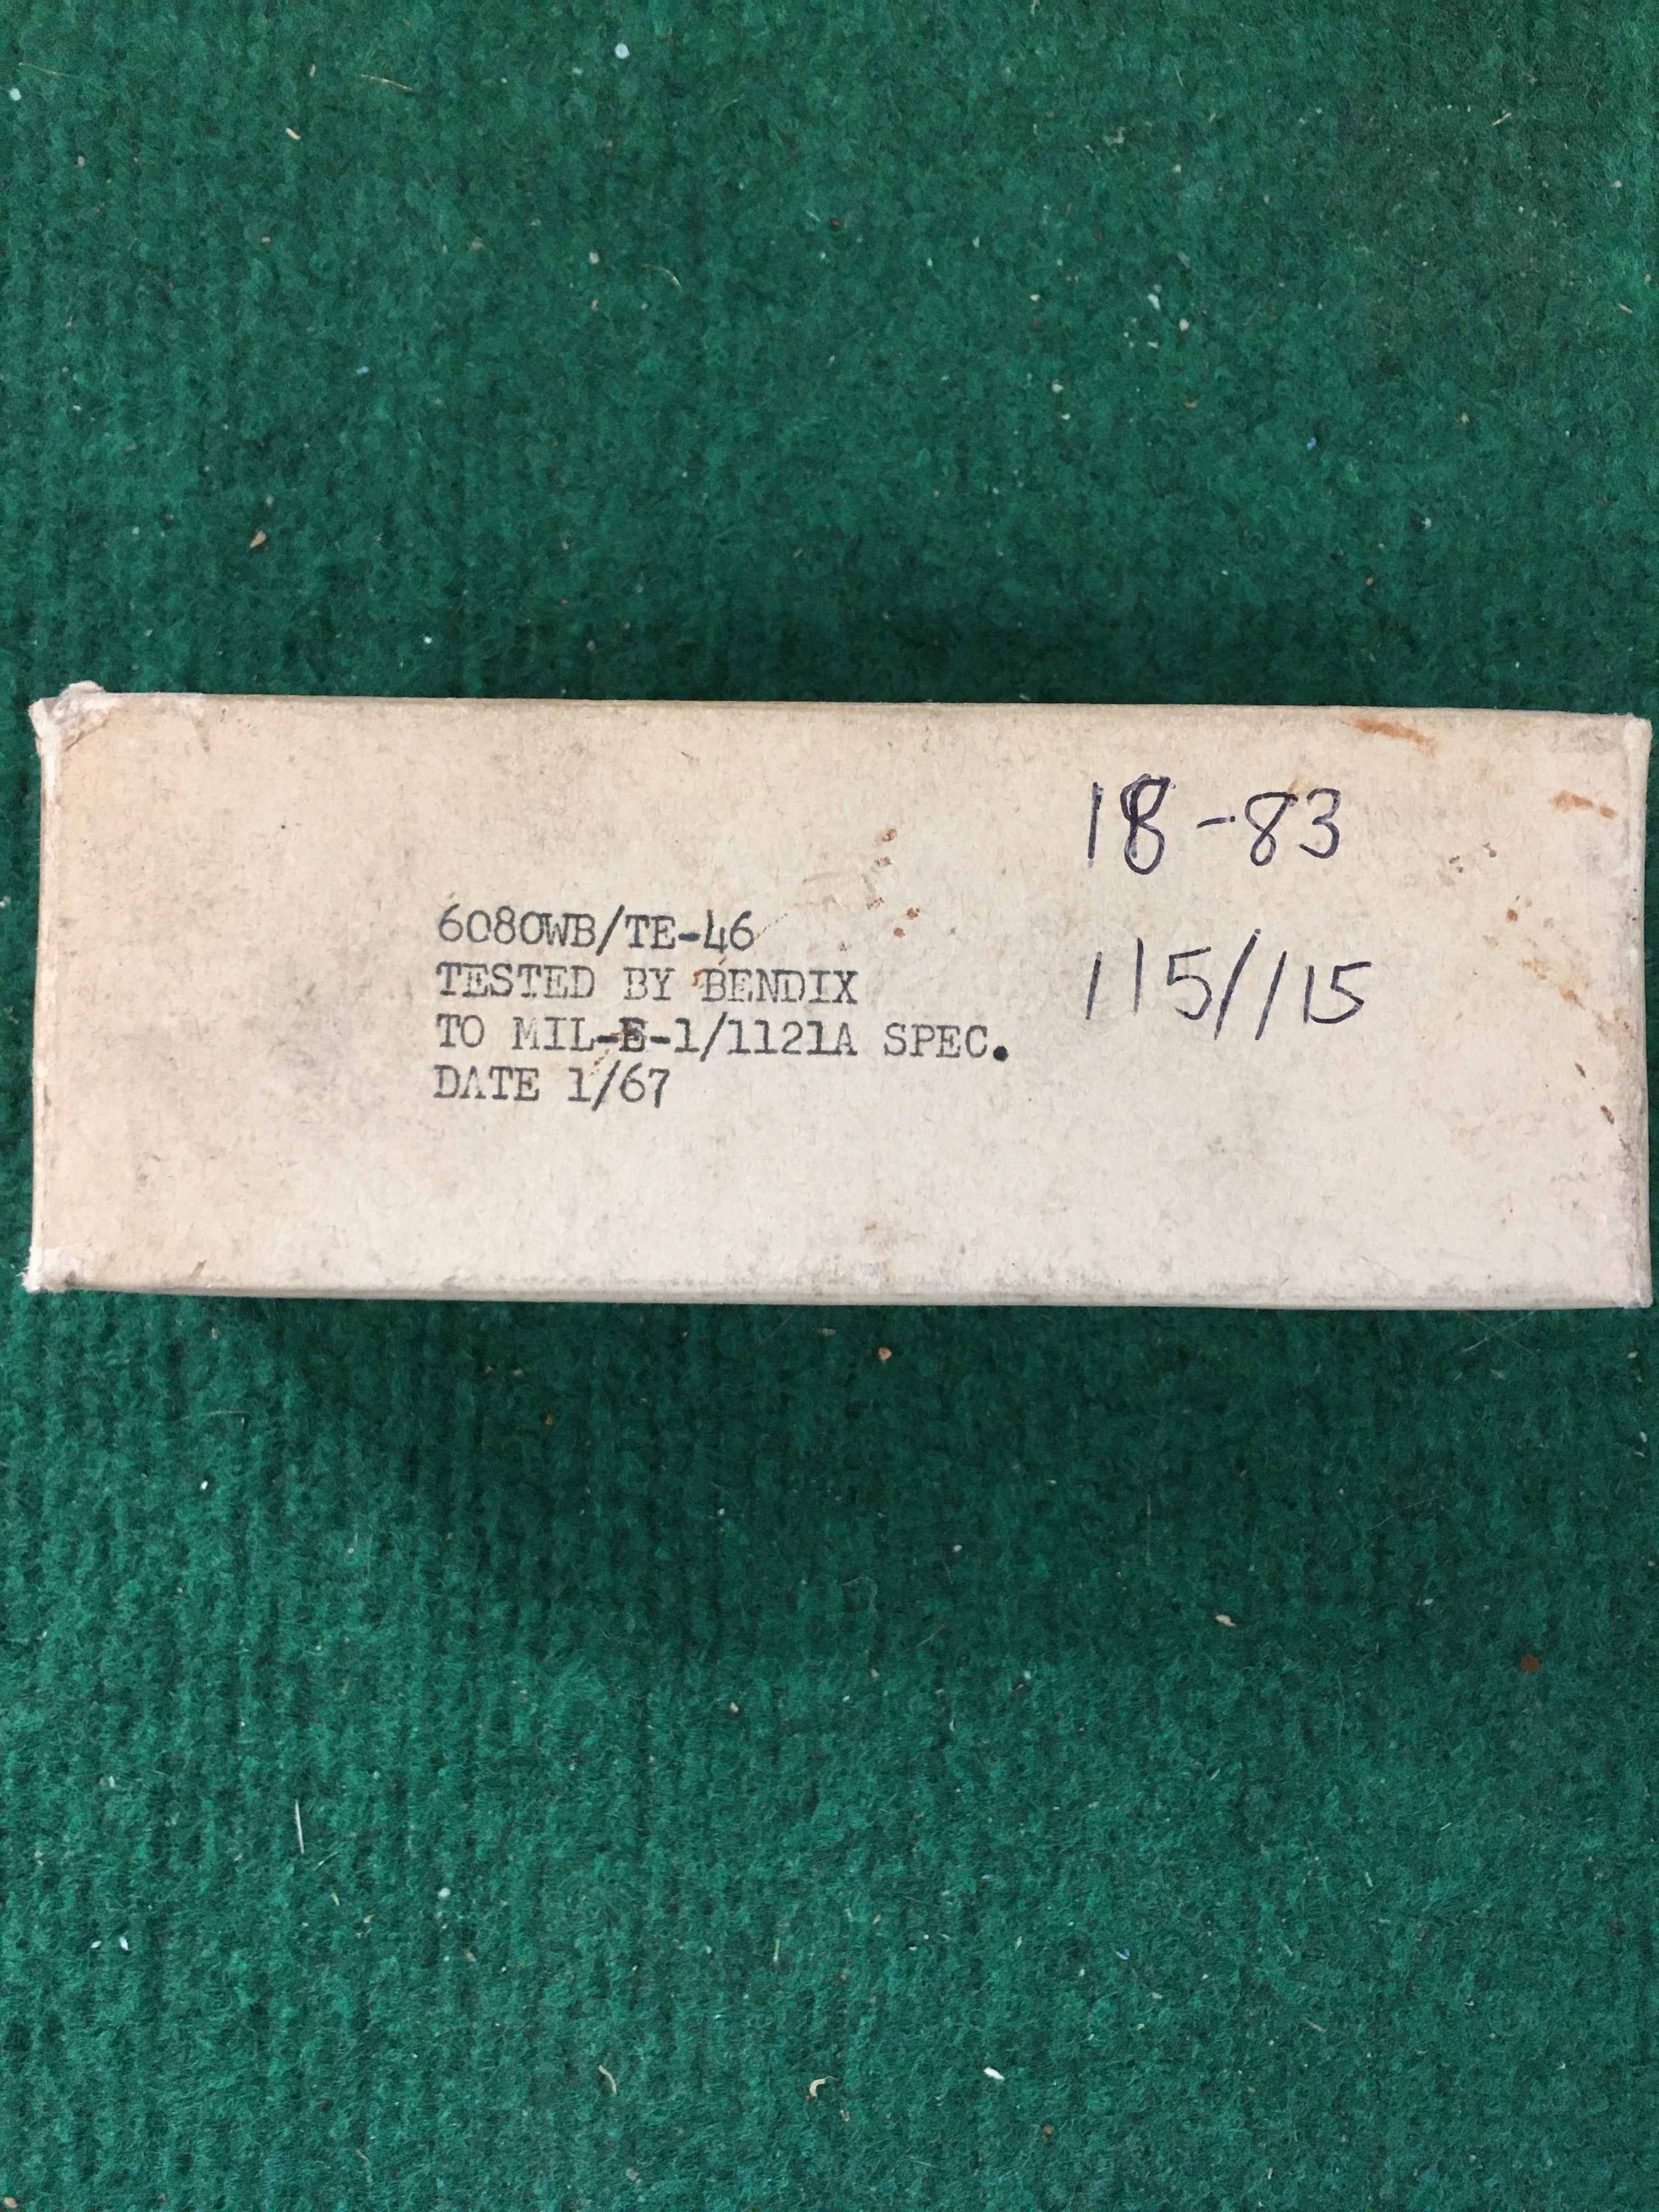 18-83
6080WB/TE-46
TESTED BY BENDIX
115/115
TO MIL-E-1/1121A SPEC.
DATE 1/67